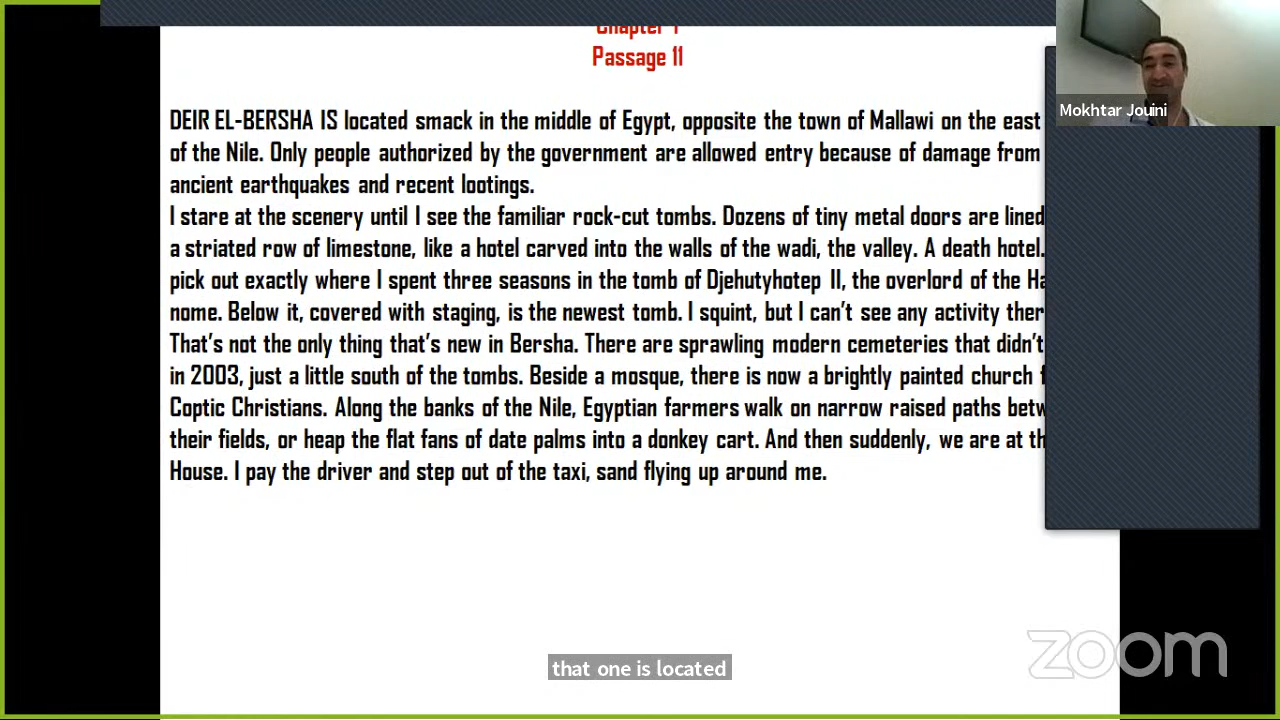 Chapter 1
Passage 11
Mokhtar Jouini
DEIR EL-BERSHA IS located smack in the middle of Egypt, opposite the town of Mallawi on the east
of the Nile. Only people authorized by the government are allowed entry because of damage from
ancient earthquakes and recent lootings.
I stare at the scenery until I see the familiar rock-cut tombs. Dozens of tiny metal doors are lined
a striated row of limestone, like a hotel carved into the walls of the wadi, the valley. A death hotel.
pick out exactly where I spent three seasons in the tomb of Djehutyhotep II, the overlord of the
nome. Below it, covered with staging, is the newest tomb. I squint, but I can't see any activity
That's not the only thing that's new in Bersha. There are sprawling modern cemeteries that didn't
in 2003, just a little south of the tombs. Beside a mosque, there is now a brightly painted church
Coptic Christians. Along the banks of the Nile, Egyptian farmers walk on narrow raised paths
their fields, or heap the flat fans of date palms into a donkey cart. And then suddenly, we are at
House. I pay the driver and step out of the taxi, sand flying up around me.
zoom
that one is located